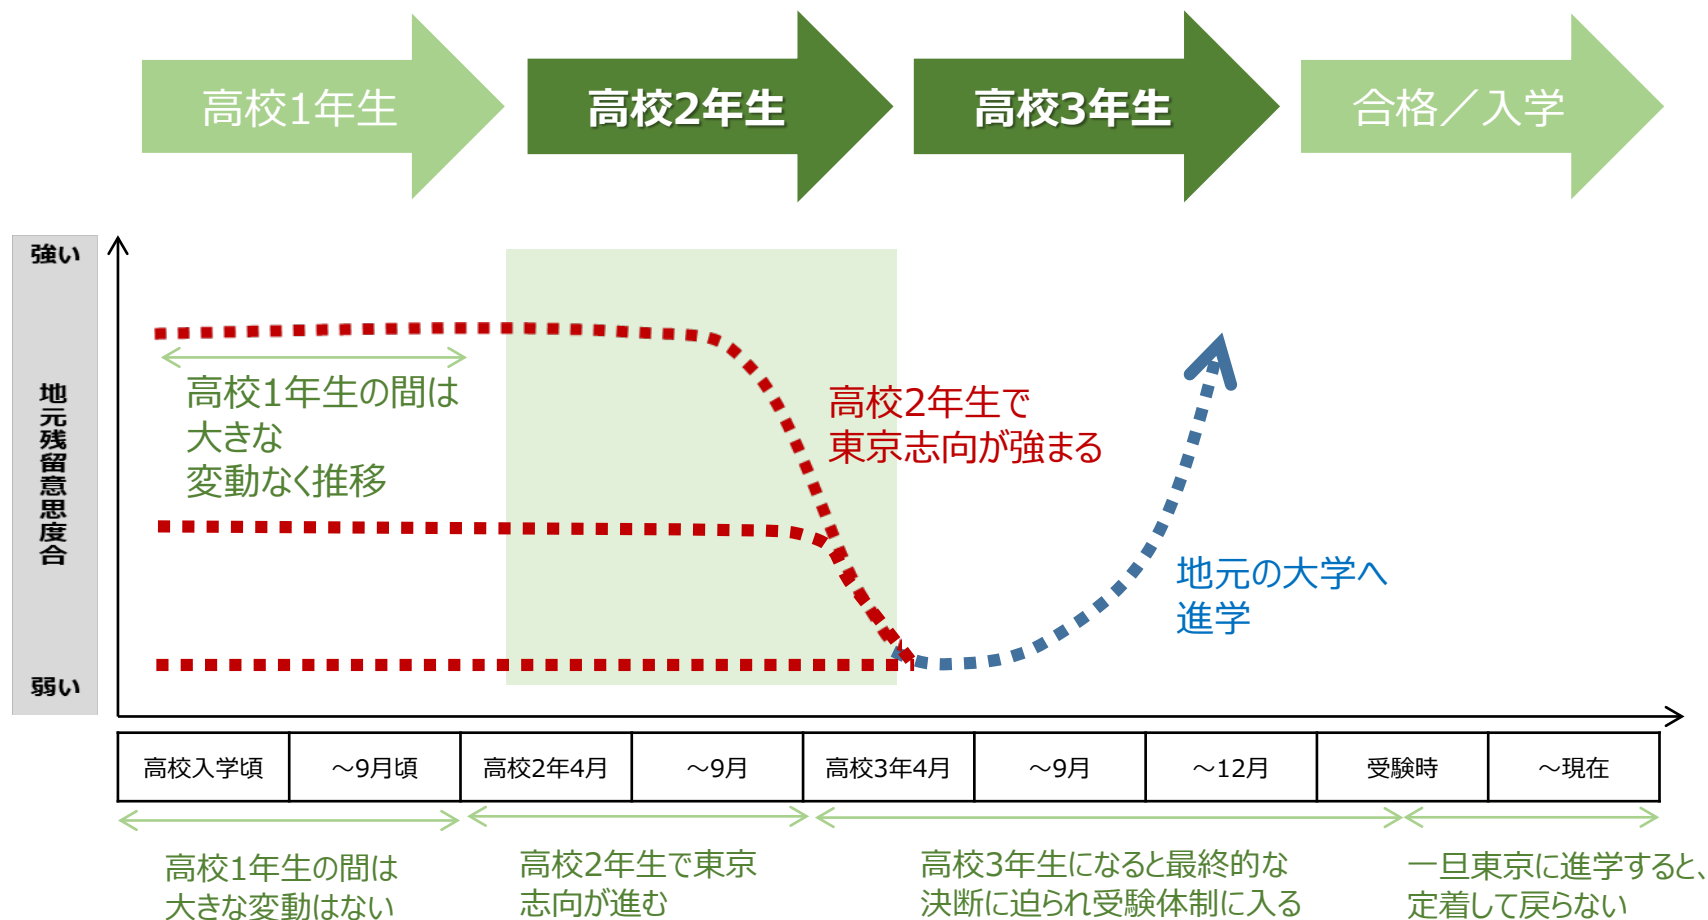 高校1年生
高校2年生
高校3年生
合格／入学
強い
地元残留意思度合
弱い
高校1年生の間は
大きな
変動なく推移
高校2年生で
東京志向が強まる
地元の大学へ
進学
高校入学頃
～9月頃
高校2年4月
～9月
高校3年4月
～9月
～12月
受験時
～現在
高校1年生の間は
大きな変動はない
高校2年生で東京
志向が進む
高校3年生になると最終的な
決断に迫られ受験体制に入る
一旦東京に進学すると、
定着して戻らない